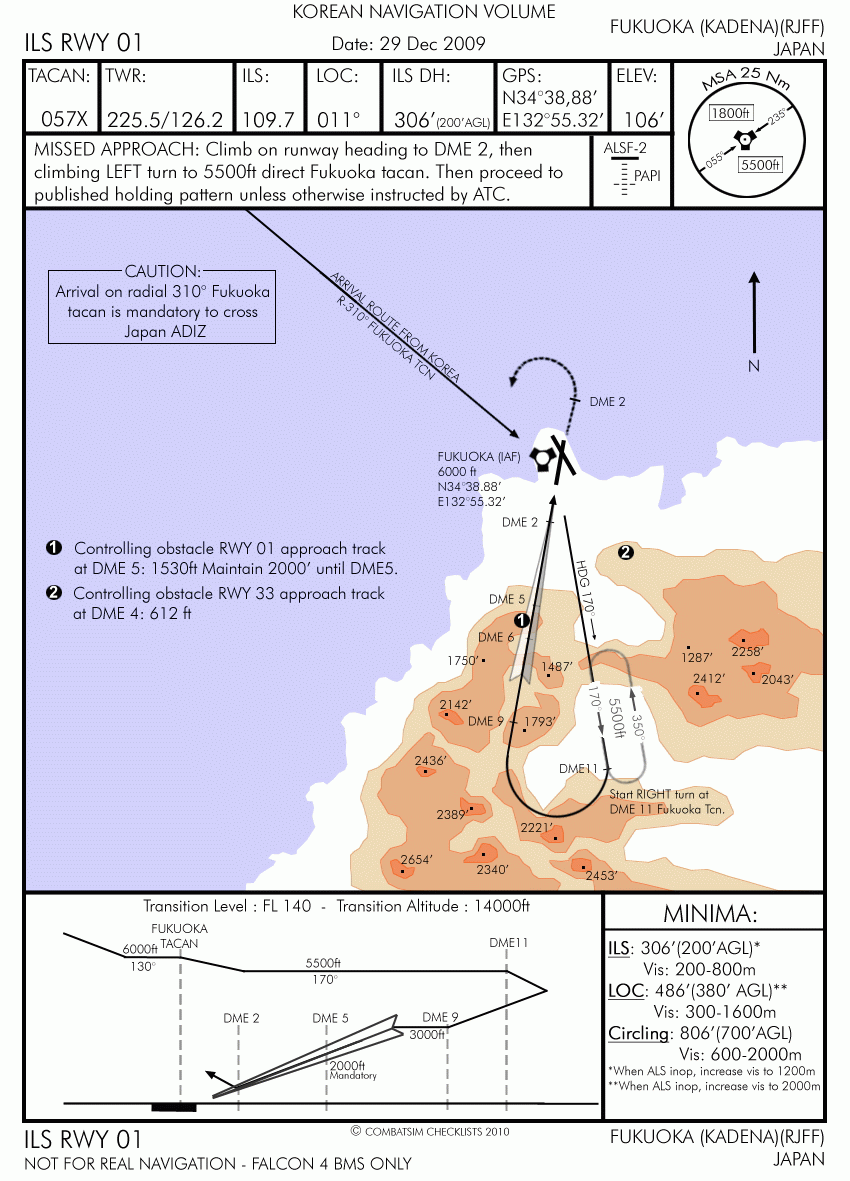 KOREAN NAVIGATION VOLUME
ILS RWY 01
Date: 29 Dec 2009
FUKUOKA (KADENA)(RJFF)
JAPAN
TACAN:
057X
TWR:
225.5/126.2
ILS:
109.7
LOC:
011°
ILS DH:
306'(200'AGL)
GPS:
N34°38,88'
E132°55.32'
ELEV:
106'
MSA 25 Nm
1800ft
235°
055°
5500ft
MISSED APPROACH: Climb on runway heading to DME 2, then
climbing LEFT turn to 5500ft direct Fukuoka tacan. Then proceed to
published holding pattern unless otherwise instructed by ATC.
ALSF-2
PAPI
CAUTION:
Arrival on radial 310° Fukuoka
tacan is mandatory to cross
Japan ADIZ
ARRIVAL ROUTE FROM KOREA
R-310° FUKUOKA TCN
N
DME 2
FUKUOKA (IAF)
6000 ft
N34°38.88'
E132°55.32'
DME 2
1 Controlling obstacle RWY 01 approach track
at DME 5: 1530ft Maintain 2000' until DME5.
2 Controlling obstacle RWY 33 approach track
at DME 4: 612 ft
2
HDG 170°
DME 5
1
DME 6
1750'
1487'
1287'
2258'
2412'
2043'
170°
5500ft
350°
2142'
DME 9
1793'
2436'
DME11
Start RIGHT turn at
DME 11 Fukuoka Tcn.
2389'
2221'
2654'
2340'
2453'
Transition Level : FL 140 - Transition Altitude : 14000ft
FUKUOKA
TACAN
DME11
6000ft
130°
5500ft
170°
DME 2
DME 5
DME 9
3000ft
2000ft
Mandatory
MINIMA:
ILS: 306'(200'AGL)*
Vis: 200-800m
LOC: 486'(380' AGL)**
Vis: 300-1600m
Circling: 806'(700'AGL)
Vis: 600-2000m
*When ALS inop, increase vis to 1200m
**When ALS inop, increase vis to 2000m
ILS RWY 01
© COMBATSIM CHECKLISTS 2010
FUKUOKA (KADENA)(RJFF)
JAPAN
NOT FOR REAL NAVIGATION - FALCON 4 BMS ONLY